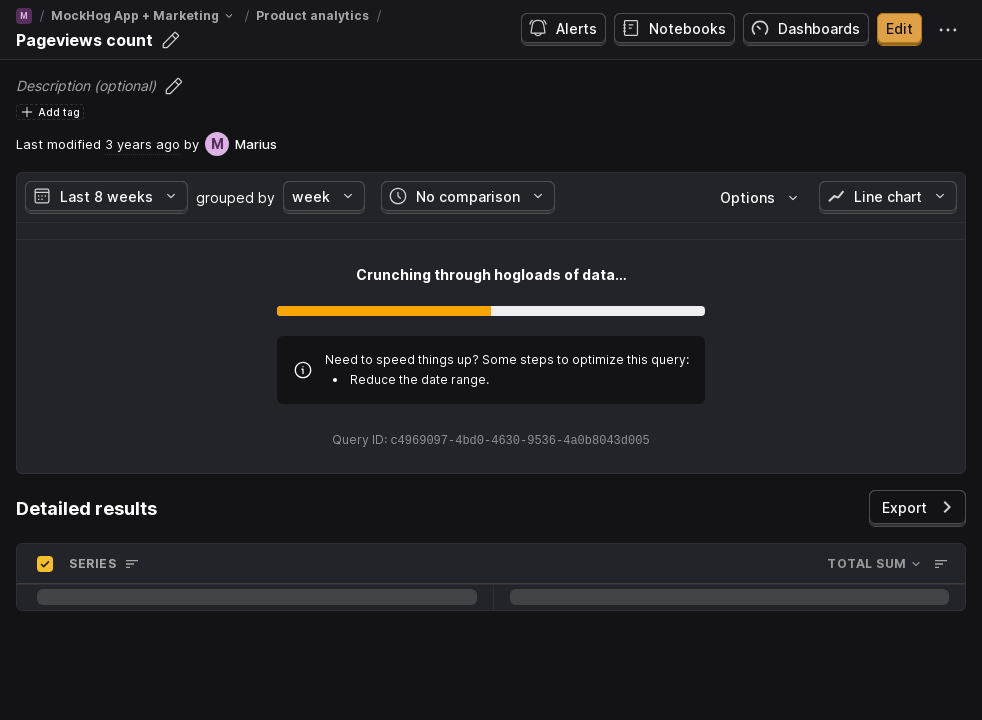 M / MockHog App + Marketing / Product analytics /
Pageviews count
Alerts Notebooks Dashboards Edit
Description (optional)
Add tag
Last modified 3 years ago by M Marius
Last 8 weeks grouped by week No comparison Options Line chart
Crunching through hogloads of data...
Need to speed things up? Some steps to optimize this query:
• Reduce the date range.
Query ID: c4969097-4bd0-4630-9536-4a0b8043d005
Detailed results Export
SERIES TOTAL SUM